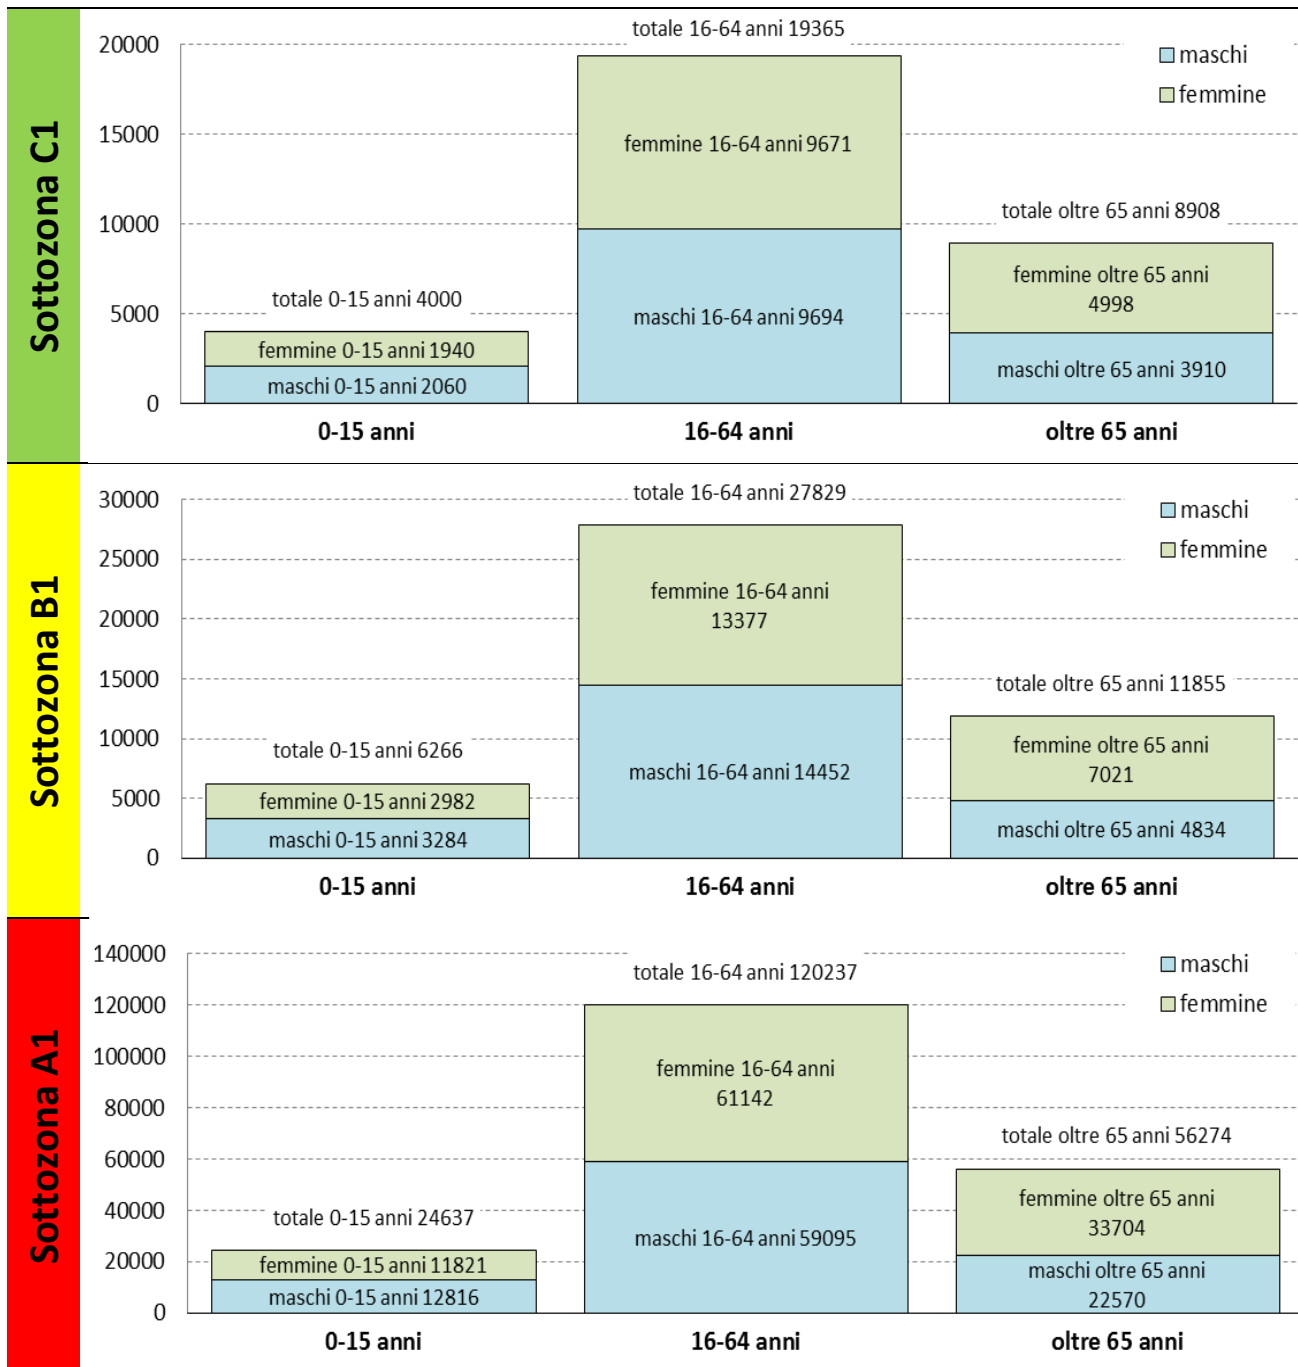 Sottozona C1
totale 16-64 anni 19365
20000
15000
10000
5000
0
maschi
femmine
femmine 16-64 anni 9671
maschi 16-64 anni 9694
totale oltre 65 anni 8908
femmine oltre 65 anni
4998
maschi oltre 65 anni 3910
totale 0-15 anni 4000
femmine 0-15 anni 1940
maschi 0-15 anni 2060
0-15 anni
16-64 anni
oltre 65 anni
Sottozona B1
totale 16-64 anni 27829
30000
25000
20000
15000
10000
5000
0
maschi
femmine
femmine 16-64 anni
13377
maschi 16-64 anni 14452
totale oltre 65 anni 11855
femmine oltre 65 anni
7021
maschi oltre 65 anni 4834
totale 0-15 anni 6266
femmine 0-15 anni 2982
maschi 0-15 anni 3284
0-15 anni
16-64 anni
oltre 65 anni
Sottozona A1
140000
120000
100000
80000
60000
40000
20000
0
totale 16-64 anni 120237
maschi
femmine
femmine 16-64 anni
61142
maschi 16-64 anni 59095
totale oltre 65 anni 56274
femmine oltre 65 anni
33704
maschi oltre 65 anni
22570
totale 0-15 anni 24637
femmine 0-15 anni 11821
maschi 0-15 anni 12816
0-15 anni
16-64 anni
oltre 65 anni